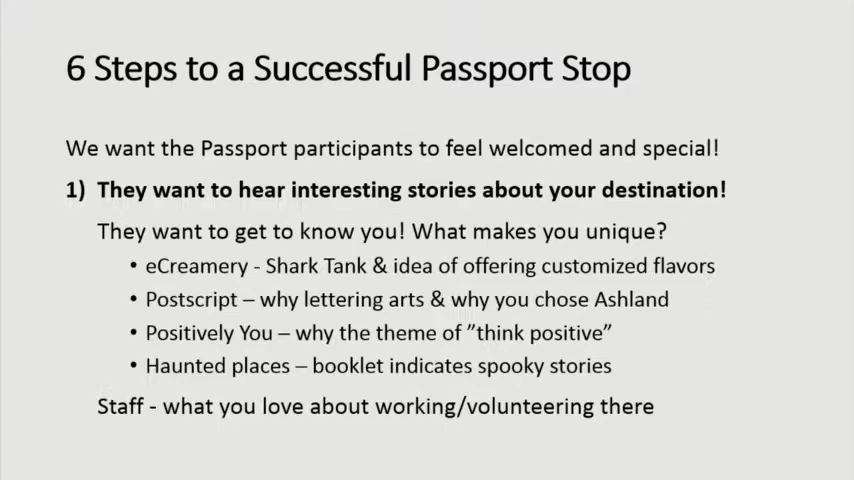 6 Steps to a Successful Passport Stop
We want the Passport participants to feel welcomed and special!
1) They want to hear interesting stories about your destination!
They want to get to know you! What makes you unique?
• eCreamery - Shark Tank & idea of offering customized flavors
• Postscript – why lettering arts & why you chose Ashland
• Positively You – why the theme of ”think positive”
• Haunted places – booklet indicates spooky stories
Staff - what you love about working/volunteering there